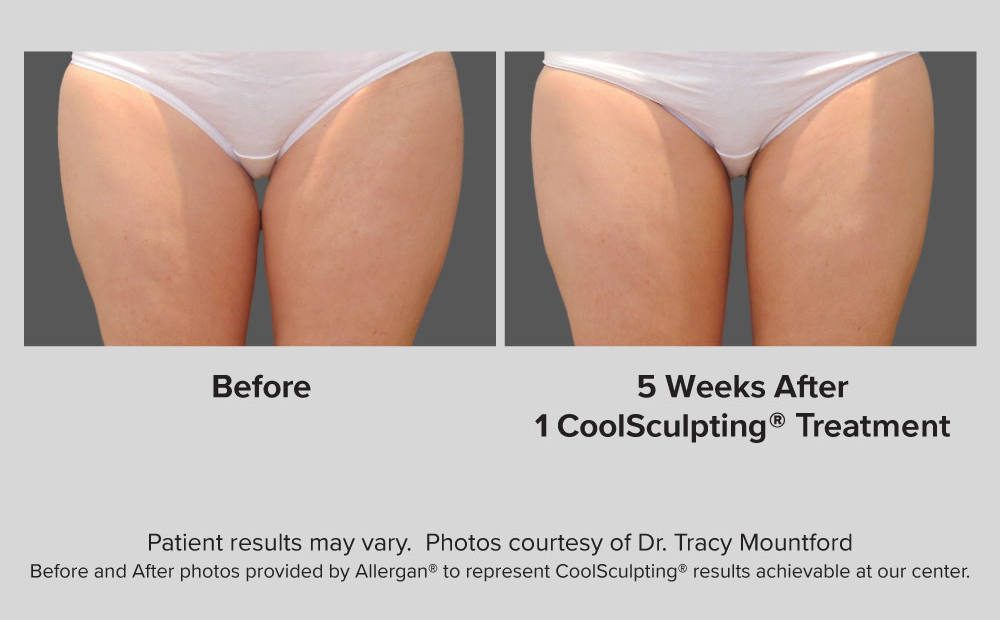 Before
5 Weeks After
1 CoolSculpting® Treatment
Patient results may vary.  Photos courtesy of Dr. Tracy Mountford
Before and After photos provided by Allergan® to represent CoolSculpting® results achievable at our center.